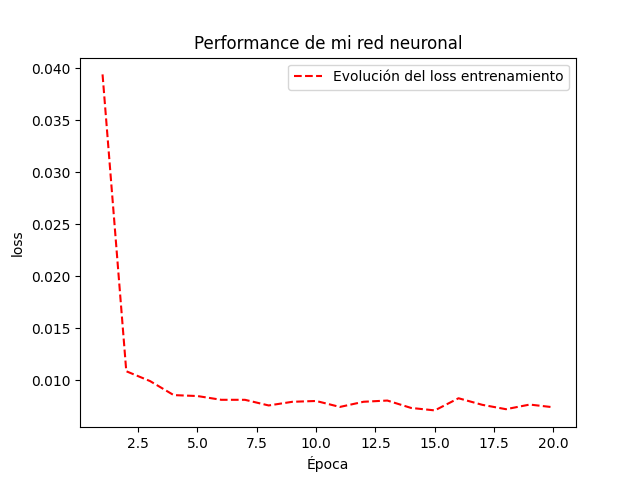 Performance de mi red neuronal
Evolución del loss entrenamiento
0.040
0.035
0.030
0.025
0.020
0.015
0.010
loss
2.5 5.0 7.5 10.0 12.5 15.0 17.5 20.0
Época